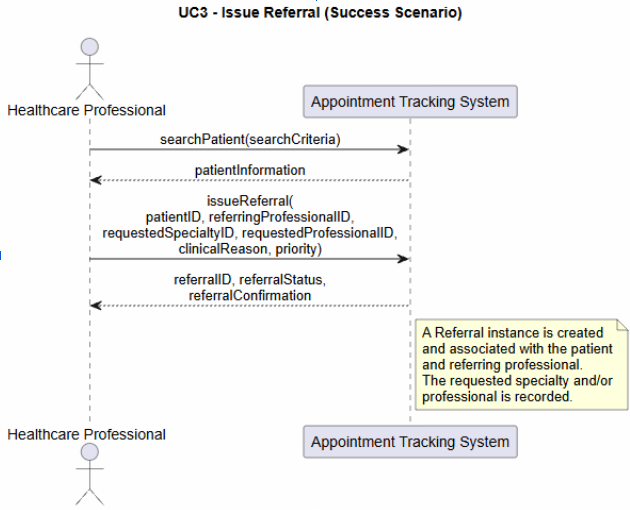 UC3 - Issue Referral (Success Scenario)
Healthcare Professional
Appointment Tracking System
searchPatient(searchCriteria)
patientInformation
issueReferral(
patientID, referringProfessionalID,
requestedSpecialtyID, requestedProfessionalID,
clinicalReason, priority)
referralID, referralStatus,
referralConfirmation
A Referral instance is created
and associated with the patient
and referring professional.
The requested specialty and/or
professional is recorded.
Healthcare Professional
Appointment Tracking System